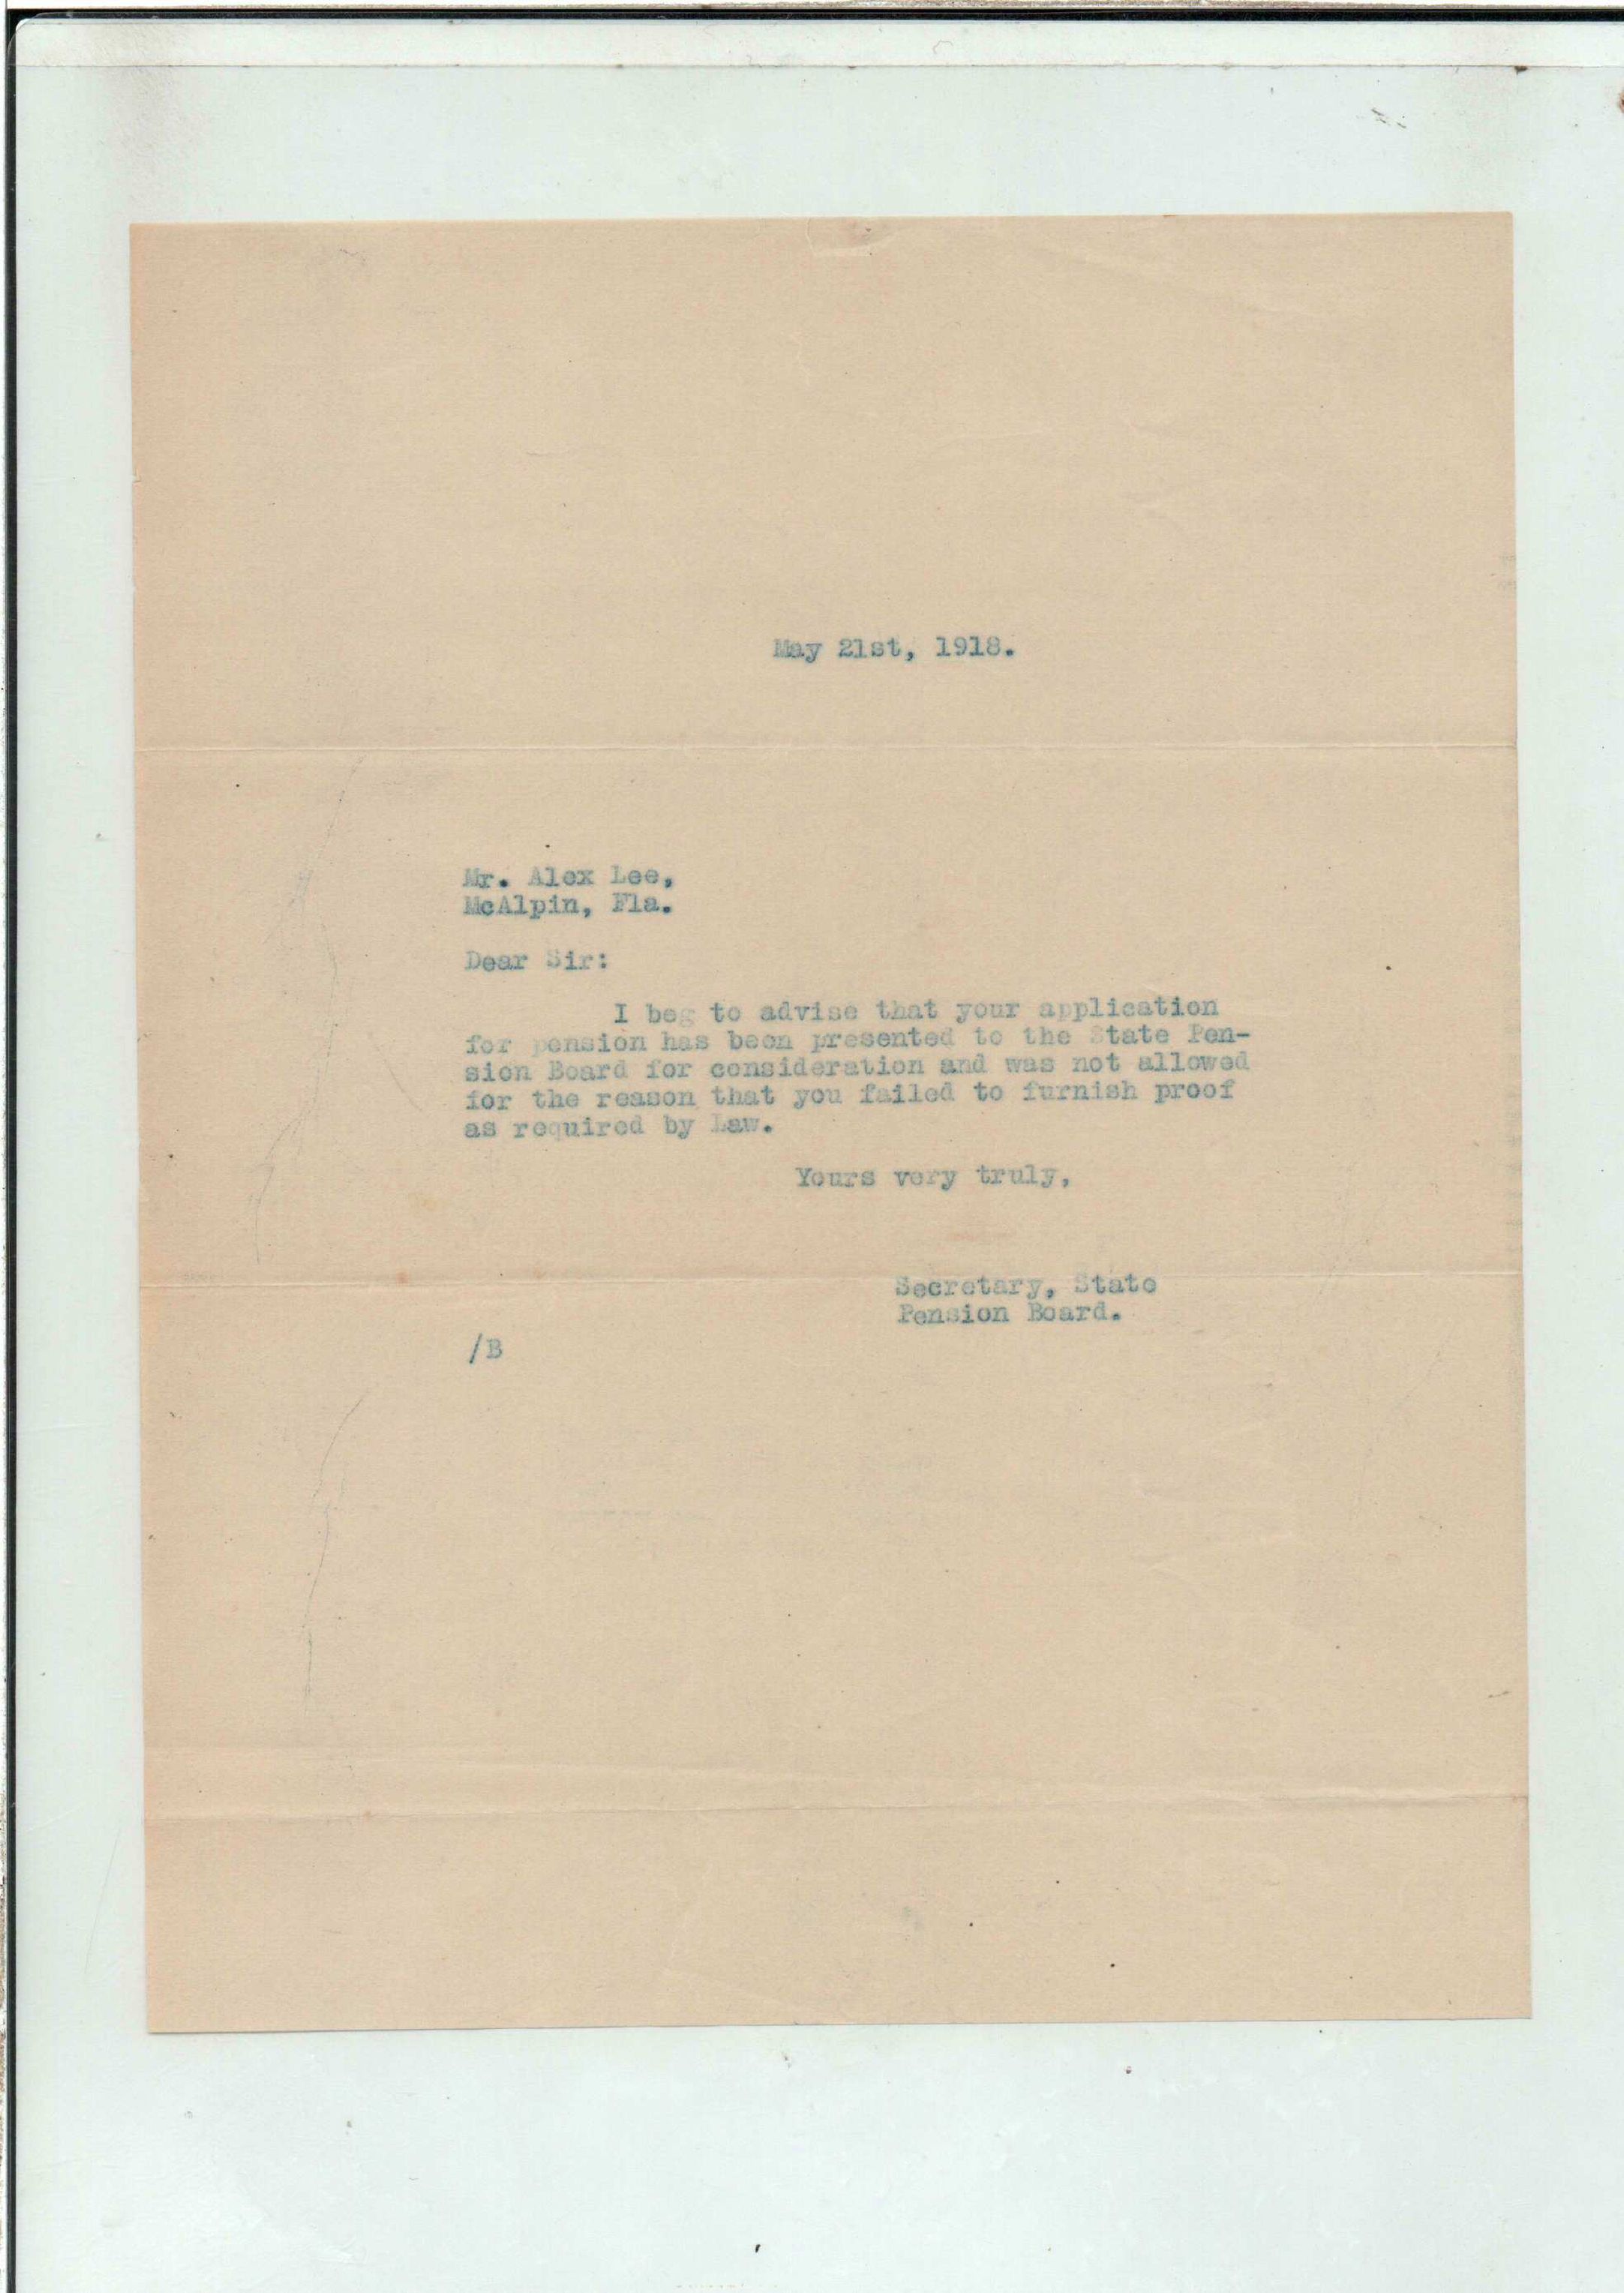 May 21st, 1918.
Mr. Alex Lee,
McAlpin, Fla.
Dear Sir:
I beg to advise that your application
for pension has been presented to the State Pen-
sion Board for consideration and was not allowed
for the reason that you failed to furnish proof
as required by Law.
Yours very truly,
Secretary, State
Pension Board.
/B